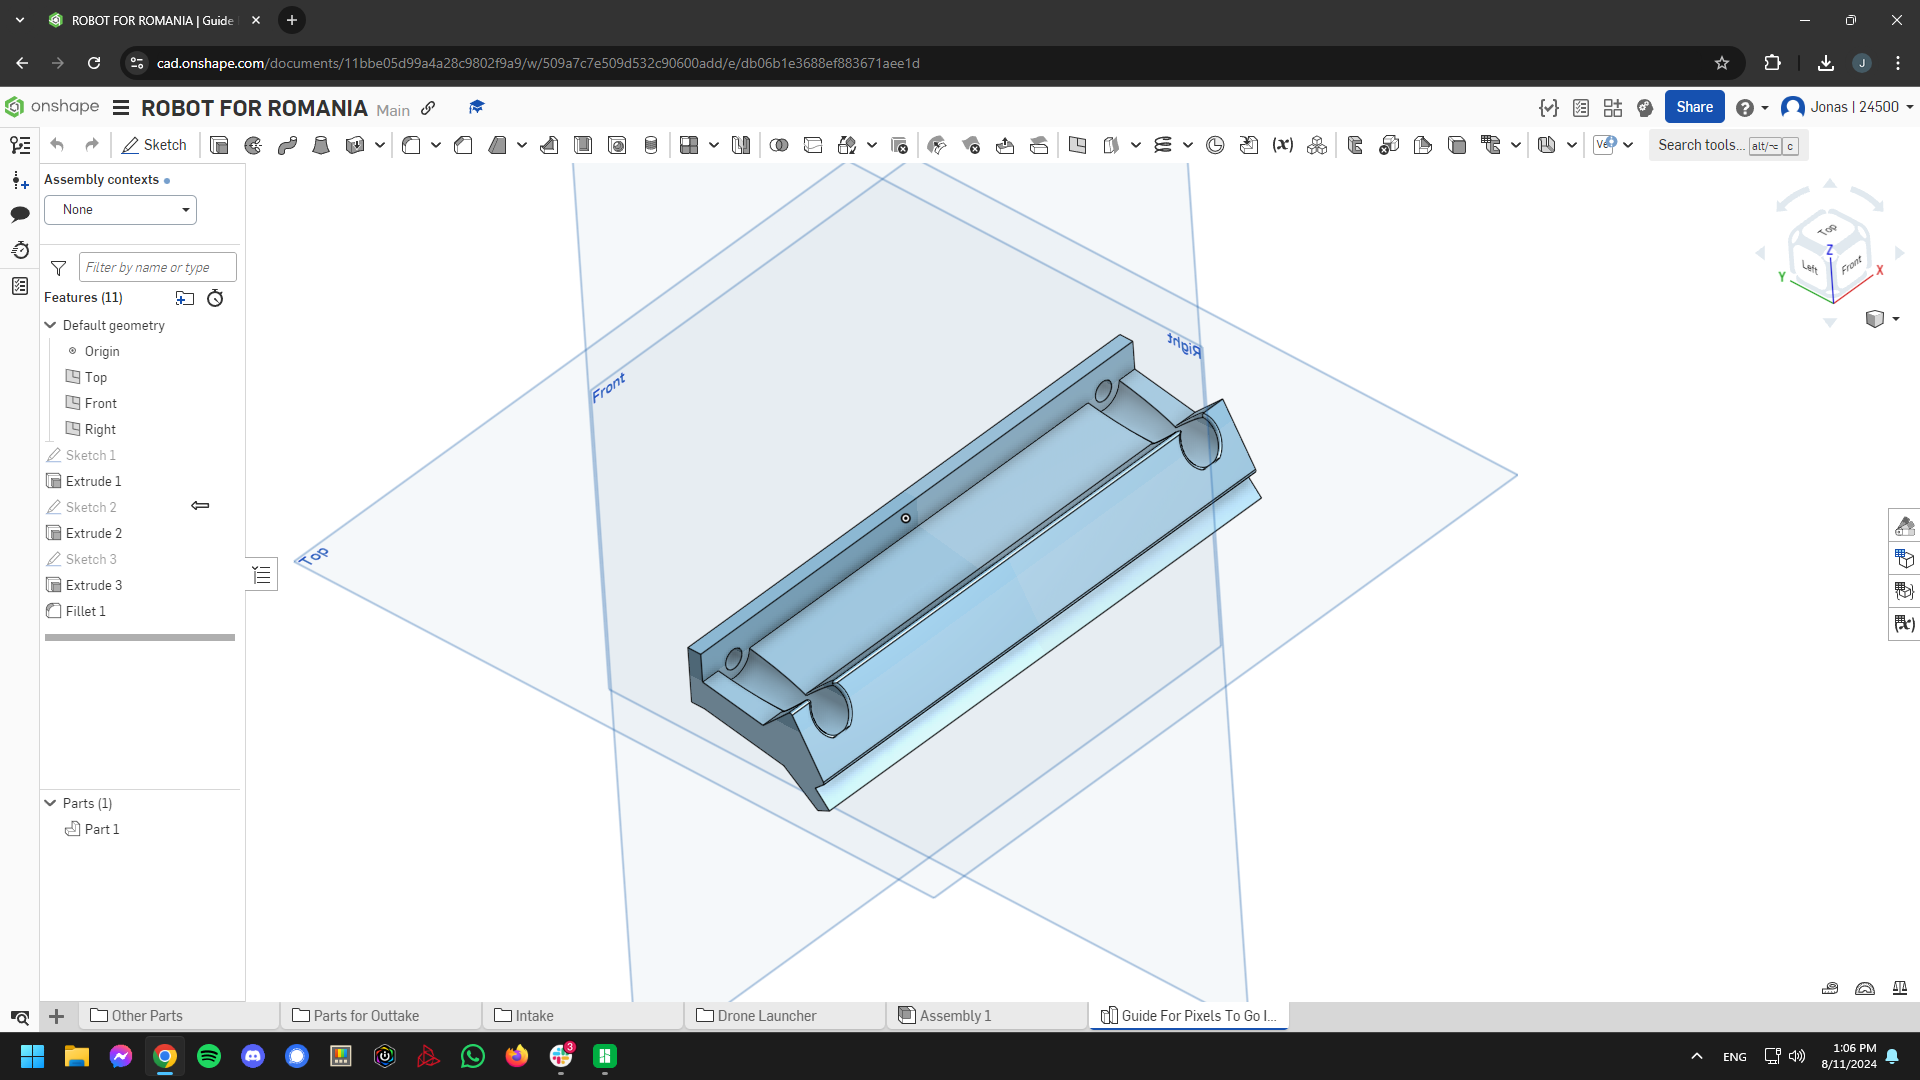 ROBOT FOR ROMANIA | Guide
cad.onshape.com/documents/11bbe05d99a4a28c9802f9a9/w/509a7c7e509d532c90600add/e/db06b1e3688ef883671aee1d
J
onshape
ROBOT FOR ROMANIA Main
Share
Jonas | 24500
Sketch
Search tools... alt/⌥ c
Assembly contexts
None
Filter by name or type
Features (11)
Default geometry
Origin
Top
Front
Right
Sketch 1
Extrude 1
Sketch 2
Extrude 2
Sketch 3
Extrude 3
Fillet 1
Parts (1)
Part 1
Front
Right
Top
Top
Left
Front
Z
Y
X
Other Parts
Parts for Outtake
Intake
Drone Launcher
Assembly 1
Guide For Pixels To Go I...
3
ENG
1:06 PM
8/11/2024